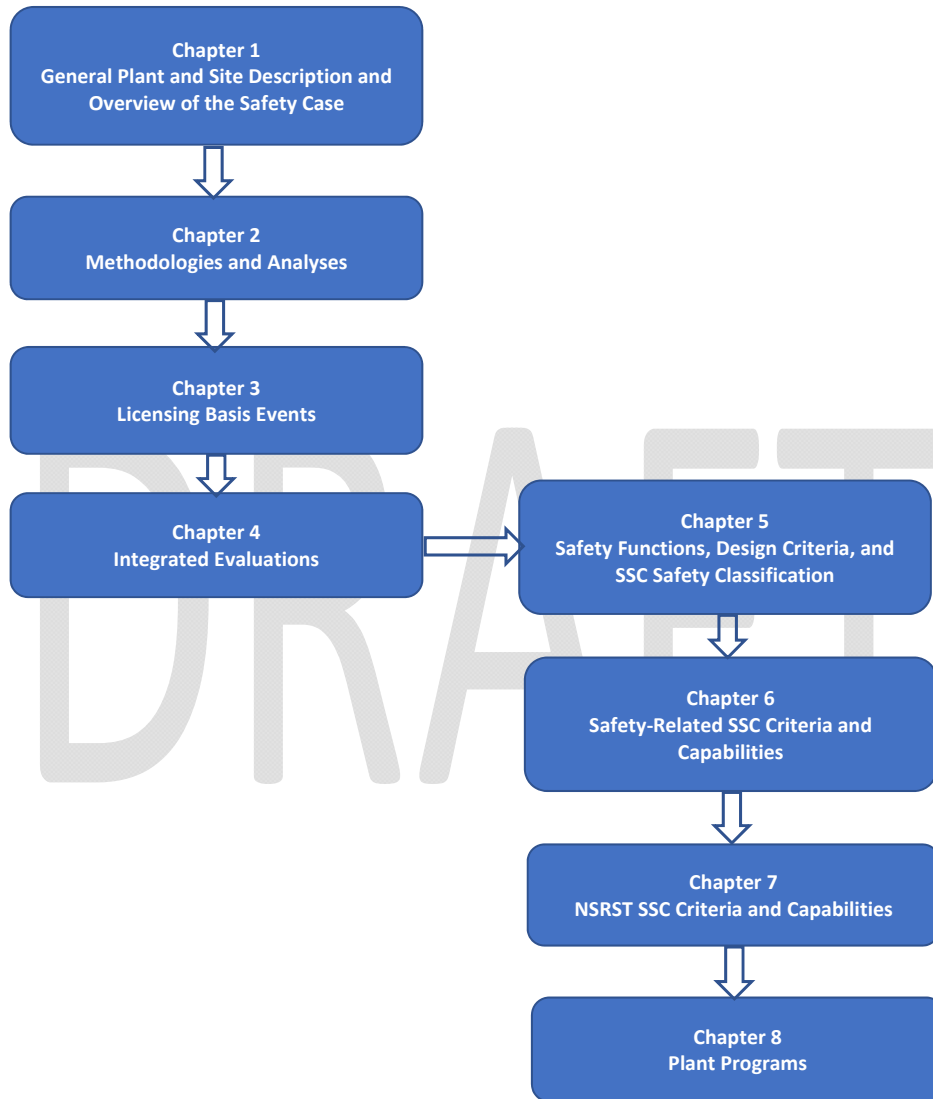 Chapter 1
General Plant and Site Description and
Overview of the Safety Case
Chapter 2
Methodologies and Analyses
Chapter 3
Licensing Basis Events
Chapter 4
Integrated Evaluations
Chapter 5
Safety Functions, Design Criteria, and
SSC Safety Classification
Chapter 6
Safety-Related SSC Criteria and
Capabilities
Chapter 7
NSRST SSC Criteria and Capabilities
Chapter 8
Plant Programs
DRAFT